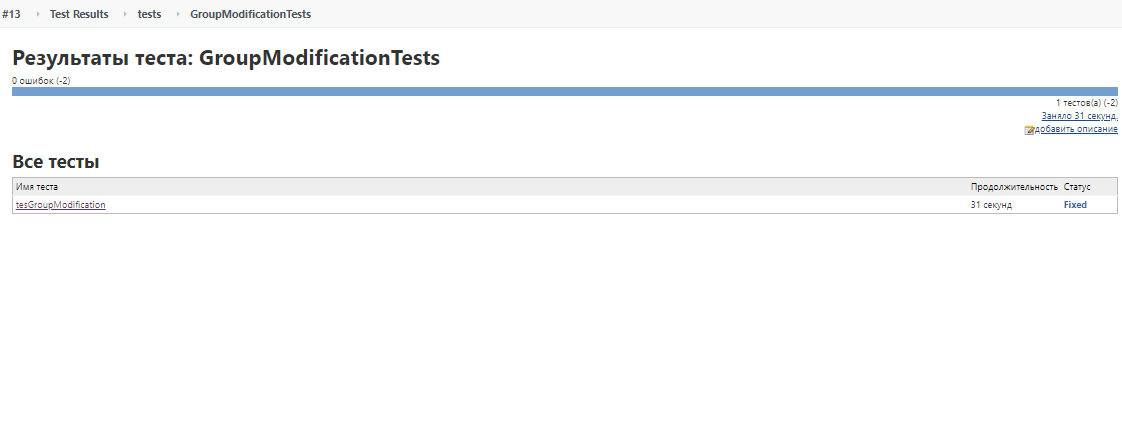 #13 Test Results tests GroupModificationTests
Результаты теста: GroupModificationTests
0 ошибок (-2)
1 тестов(а) (-2)
Заняло 31 секунд.
добавить описание
Все тесты
Имя теста Продолжительность Статус
tesGroupModification 31 секунд Fixed